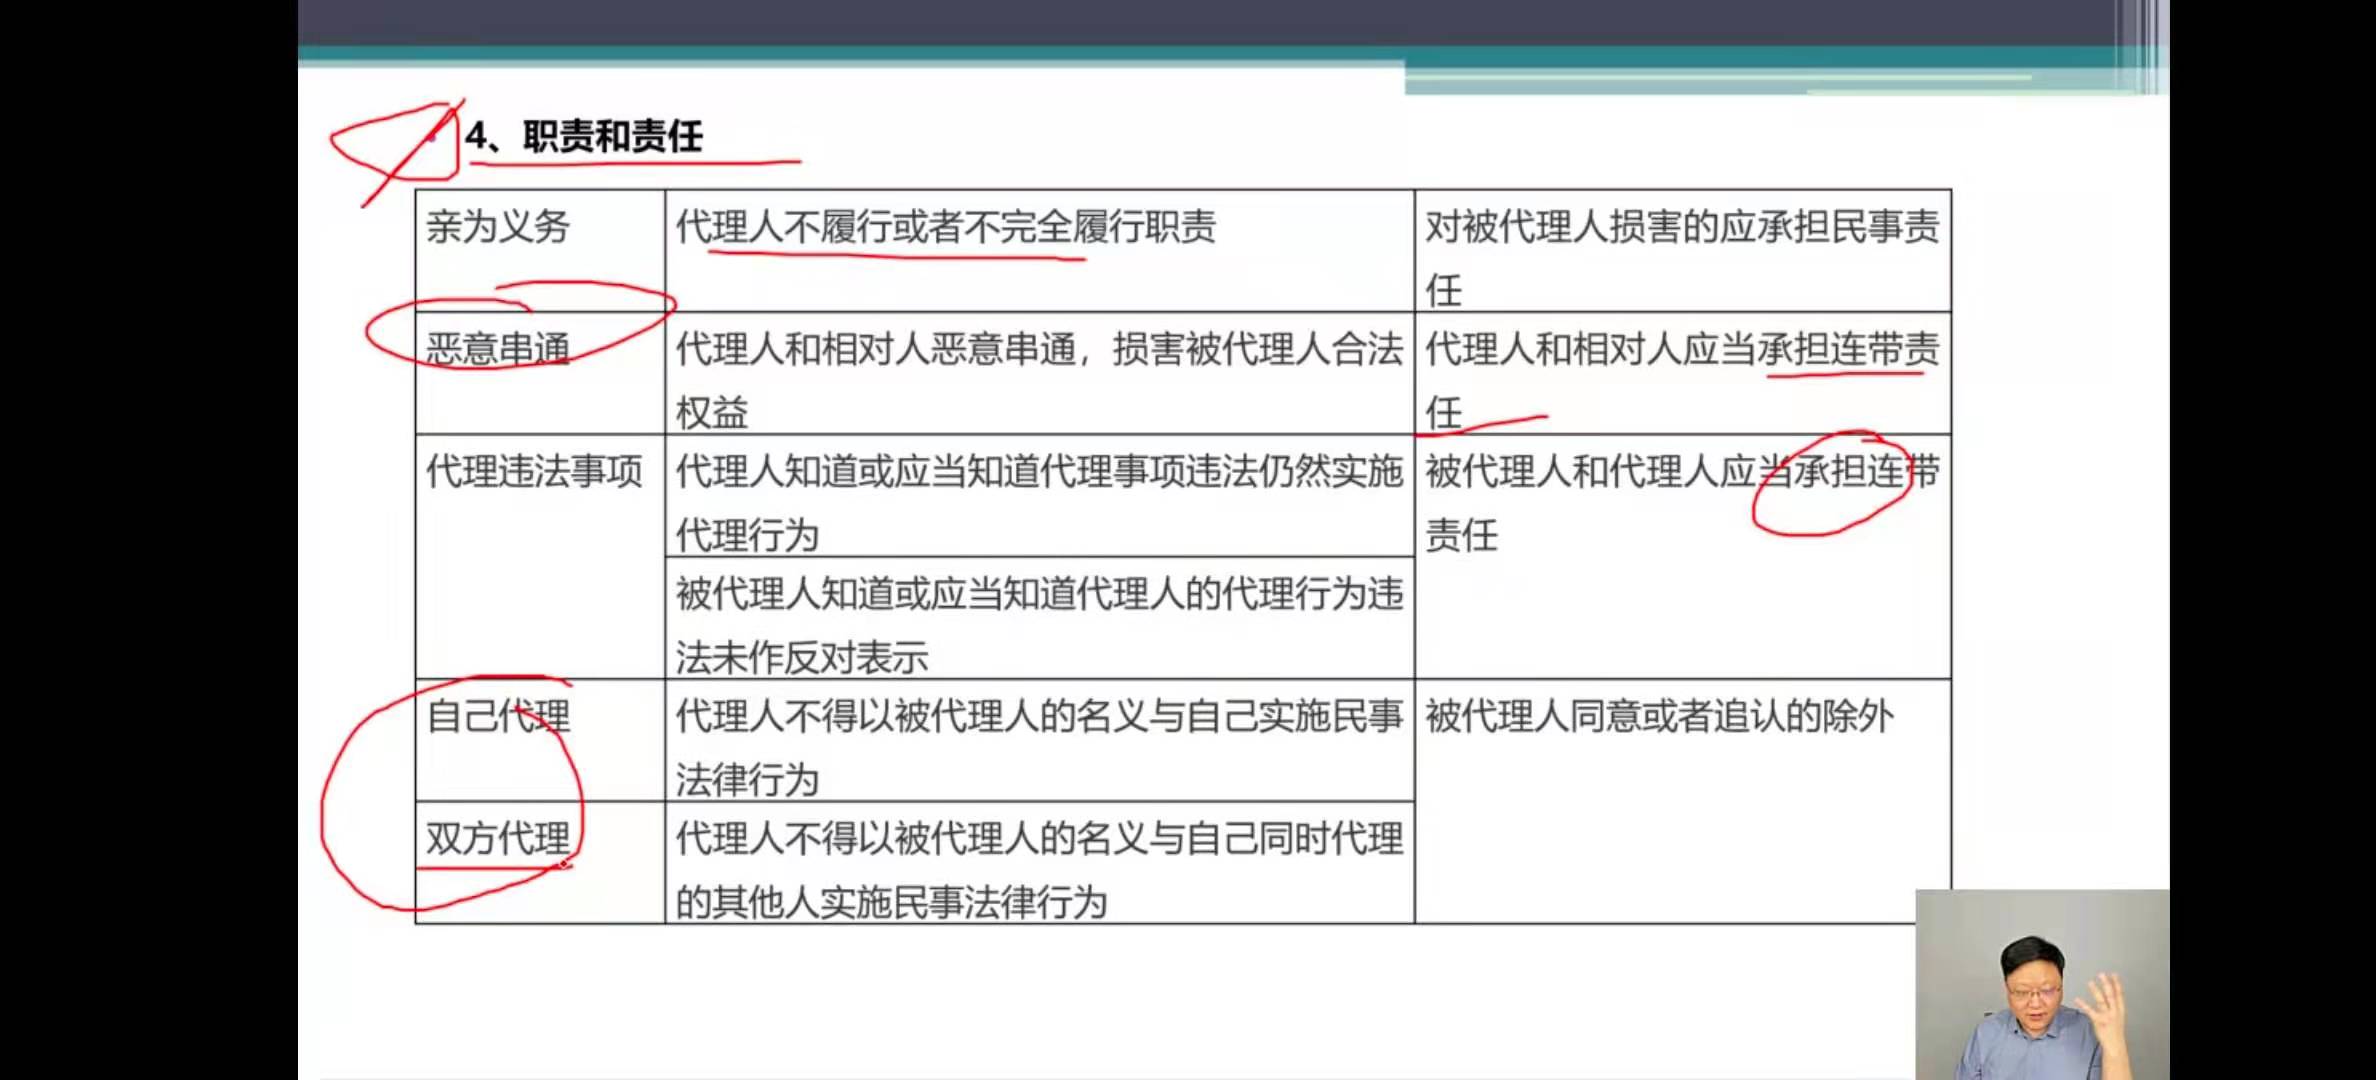 4、职责和责任
亲为义务
代理人不履行或者不完全履行职责
对被代理人损害的应承担民事责
任
恶意串通
代理人和相对人恶意串通，损害被代理人合法
权益
代理人和相对人应当承担连带责
任
代理违法事项
代理人知道或应当知道代理事项违法仍然实施
代理行为
被代理人和代理人应当承担连带
责任
被代理人知道或应当知道代理人的代理行为违
法未作反对表示
自己代理
代理人不得以被代理人的名义与自己实施民事
法律行为
被代理人同意或者追认的除外
双方代理
代理人不得以被代理人的名义与自己同时代理
的其他人实施民事法律行为